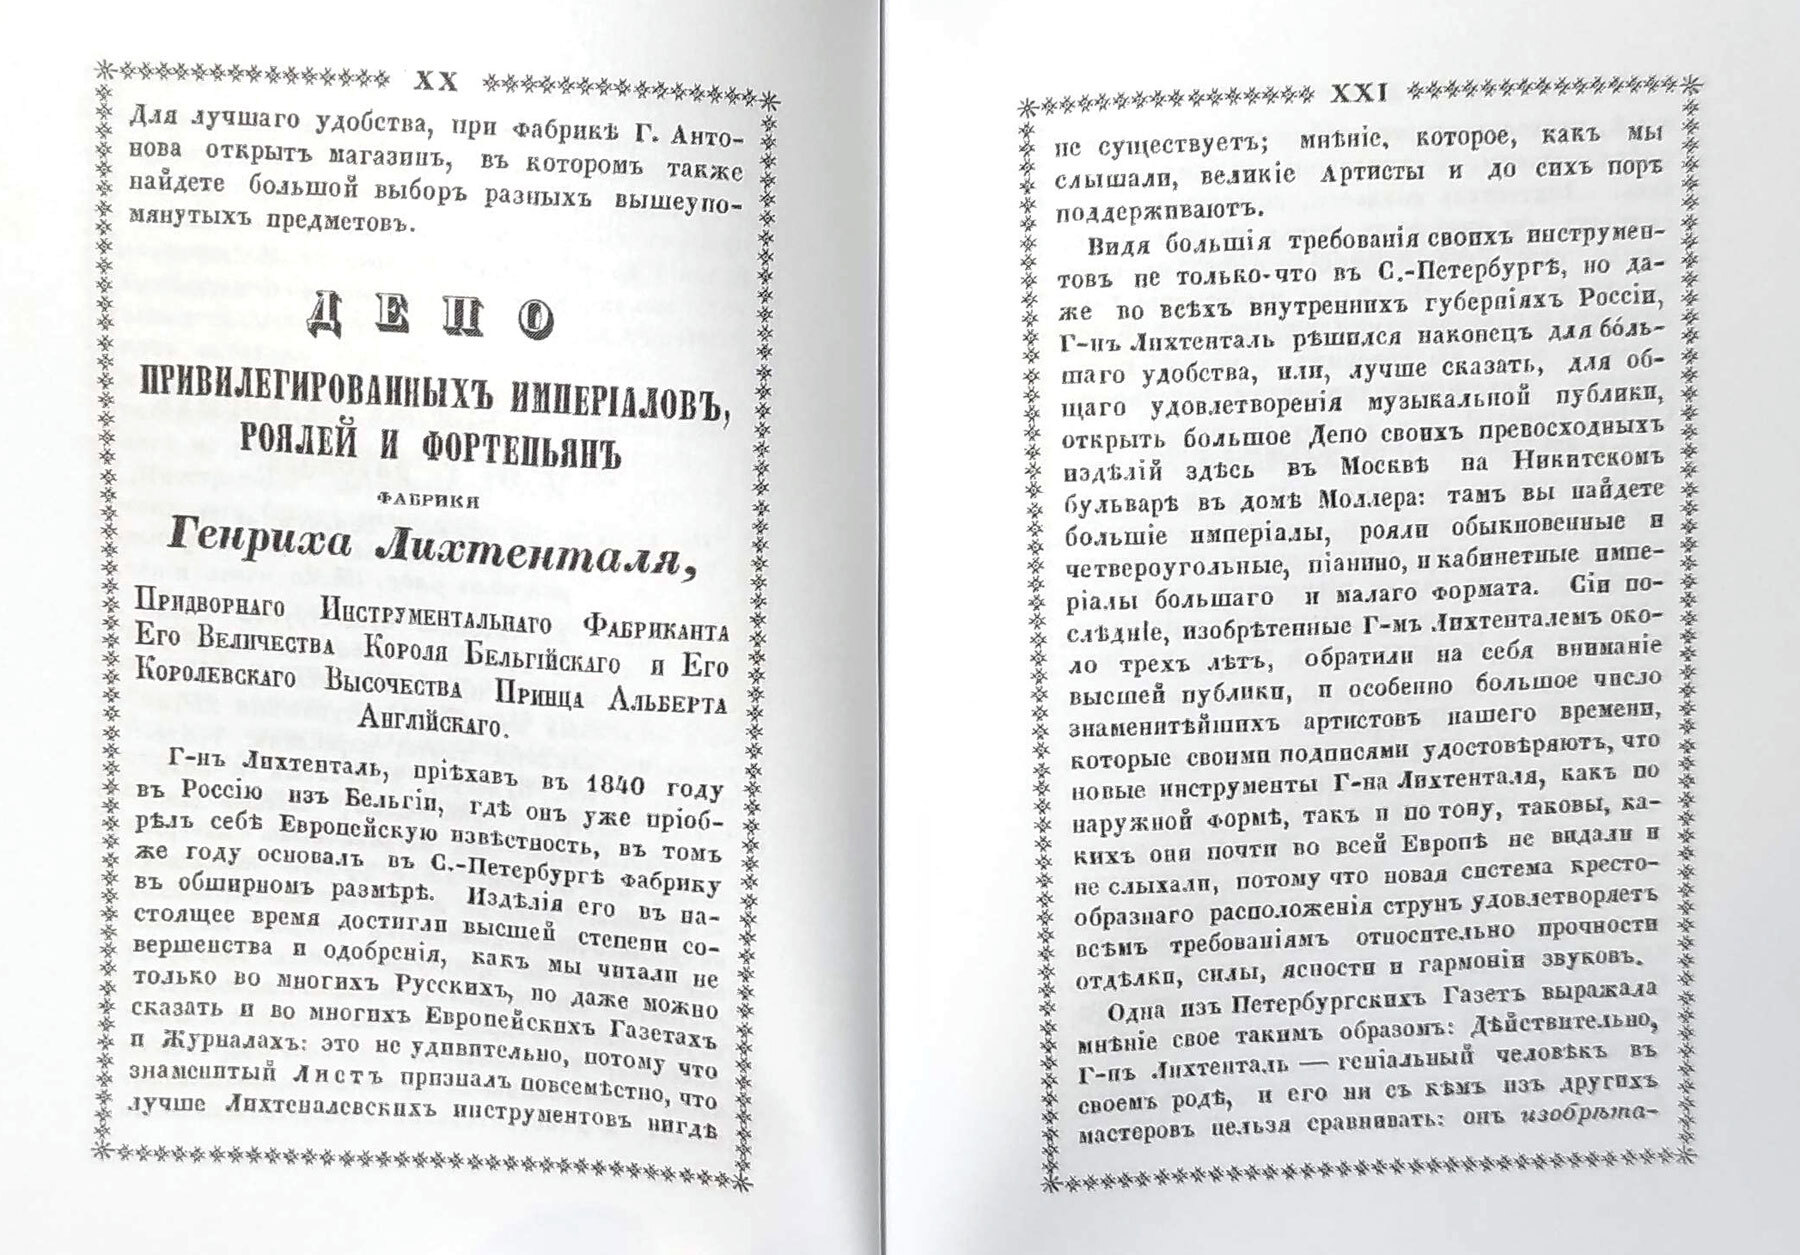 XX
Для лучшаго удобства, при фабрикѣ Г. Анто-
нова открытъ магазинъ, въ которомъ также
найдете большой выборъ разныхъ вышеупо-
мянутыхъ предметовъ.
ДЕПО
ПРИВИЛЕГИРОВАННЫХЪ ИМПЕРІАЛОВЪ,
РОЯЛЕЙ И ФОРТЕПЬЯНЪ
ФАБРИКИ
Генриха Лихтенталя,
Придворнаго Инструментальнаго Фабриканта
Его Величества Короля Бельгійскаго и Его
Королевскаго Высочества Принца Альберта
Англійскаго.
Г-нъ Лихтенталь, пріѣхавъ въ 1840 году
въ Россію изъ Бельгіи, гдѣ онъ уже пріоб-
рѣлъ себѣ Европейскую извѣстность, въ томъ
же году основалъ въ С.-Петербургѣ фабрику
въ обширномъ размѣрѣ. Издѣлія его въ на-
стоящее время достигли высшей степени со-
вершенства и одобренія, какъ мы читали не
только во многихъ Русскихъ, но даже можно
сказать и во многихъ Европейскихъ Газетахъ
и Журналахъ: это не удивительно, потому что
знаменитый Листъ призналъ повсемѣстно, что
лучше Лихтеналевскихъ инструментовъ нигдѣ
XXI
не существуетъ; мнѣніе, которое, какъ мы
слышали, великіе Артисты и до сихъ поръ
поддерживаютъ.
Видя большія требованія своихъ инструмен-
товъ не только-что въ С.-Петербургѣ, но да-
же во всѣхъ внутреннихъ губерніяхъ Россіи,
Г-нъ Лихтенталь рѣшился наконецъ для бо́ль-
шаго удобства, или, лучше сказать, для об-
щаго удовлетворенія музыкальной публики,
открыть большое Депо своихъ превосходныхъ
издѣлій здѣсь въ Москвѣ на Никитскомъ
бульварѣ въ домѣ Моллера: тамъ вы найдете
большіе имперіалы, рояли обыкновенные и
четвероугольные, піанино, и кабинетные импе-
ріалы большаго и малаго формата. Сіи по-
слѣдніе, изобрѣтенные Г-мъ Лихтенталемъ око-
ло трехъ лѣтъ, обратили на себя вниманіе
высшей публики, и особенно большое число
знаменитѣйшихъ артистовъ нашего времени,
которые своими подписями удостовѣряютъ, что
новые инструменты Г-на Лихтенталя, какъ по
наружной формѣ, такъ и по тону, таковы, ка-
кихъ они почти во всей Европѣ не видали и
не слыхали, потому что новая система кресто-
образнаго расположенія струнъ удовлетворяетъ
всѣмъ требованіямъ относительно прочности
отдѣлки, силы, ясности и гармоніи звуковъ.
Одна изъ Петербургскихъ Газетъ выражала
мнѣніе свое такимъ образомъ: Дѣйствительно,
Г-нъ Лихтенталь — геніальный человѣкъ въ
своемъ родѣ, и его ни съ кѣмъ изъ другихъ
мастеровъ нельзя сравнивать: онъ изобрѣта-